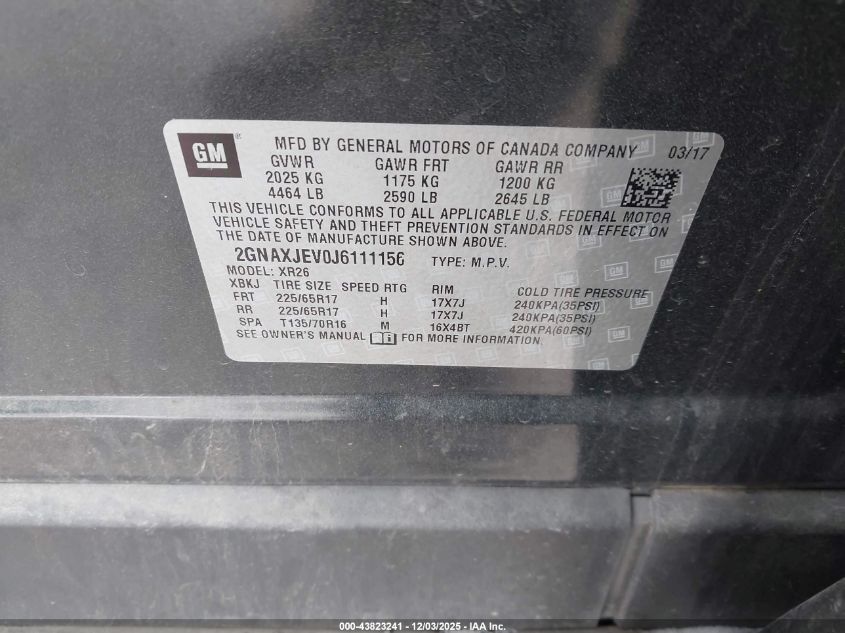 GM
MFD BY GENERAL MOTORS OF CANADA COMPANY 03/17
GVWR GAWR FRT GAWR RR
2025 KG 1175 KG 1200 KG
4464 LB 2590 LB 2645 LB
THIS VEHICLE CONFORMS TO ALL APPLICABLE U.S. FEDERAL MOTOR
VEHICLE SAFETY AND THEFT PREVENTION STANDARDS IN EFFECT ON
THE DATE OF MANUFACTURE SHOWN ABOVE.
2GNAXJEV0J6111156 TYPE: M.P.V.
MODEL: XR26
XBKJ TIRE SIZE SPEED RTG RIM COLD TIRE PRESSURE
FRT 225/65R17 H 17X7J 240KPA(35PSI)
RR 225/65R17 H 17X7J 240KPA(35PSI)
SPA T135/70R16 M 16X4BT 420KPA(60PSI)
SEE OWNER'S MANUAL FOR MORE INFORMATION.
000-43823241 - 12/03/2025 - IAA Inc.